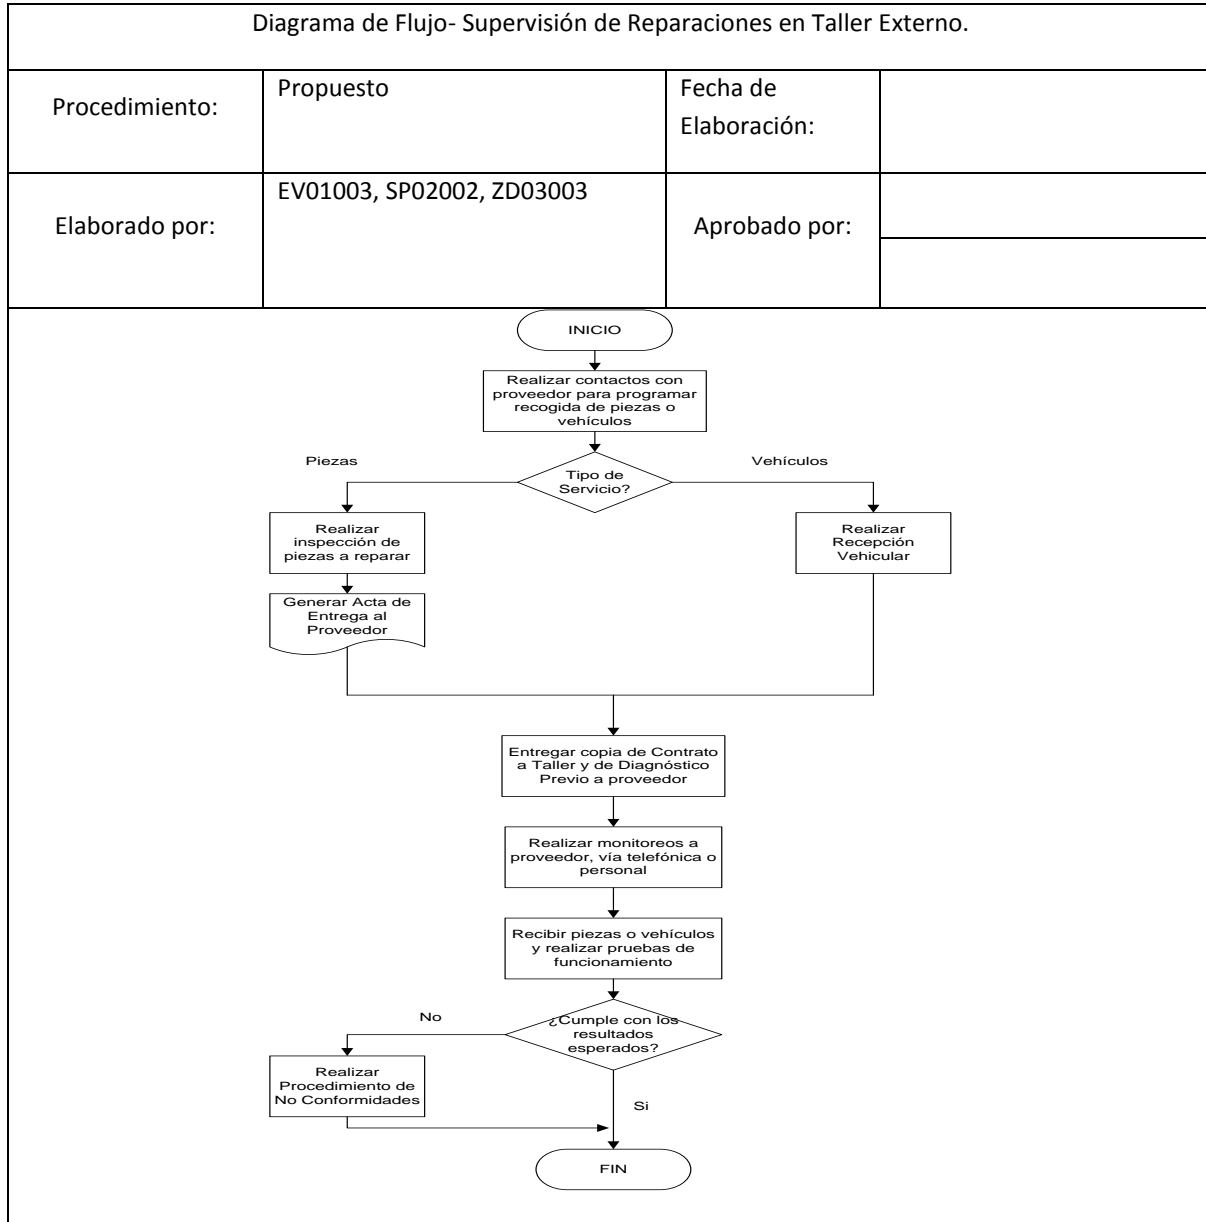 Diagrama de Flujo- Supervisión de Reparaciones en Taller Externo.
Procedimiento:
Propuesto
Fecha de
Elaboración:
Elaborado por:
EV01003, SP02002, ZD03003
Aprobado por:
INICIO
Realizar contactos con
proveedor para programar
recogida de piezas o
vehículos
Piezas
Tipo de
Servicio?
Vehículos
Realizar
inspección de
piezas a reparar
Realizar
Recepción
Vehicular
Generar Acta de
Entrega al
Proveedor
Entregar copia de Contrato
a Taller y de Diagnóstico
Previo a proveedor
Realizar monitoreos a
proveedor, vía telefónica o
personal
Recibir piezas o vehículos
y realizar pruebas de
funcionamiento
No
¿Cumple con los
resultados
esperados?
Realizar
Procedimiento de
No Conformidades
Si
FIN